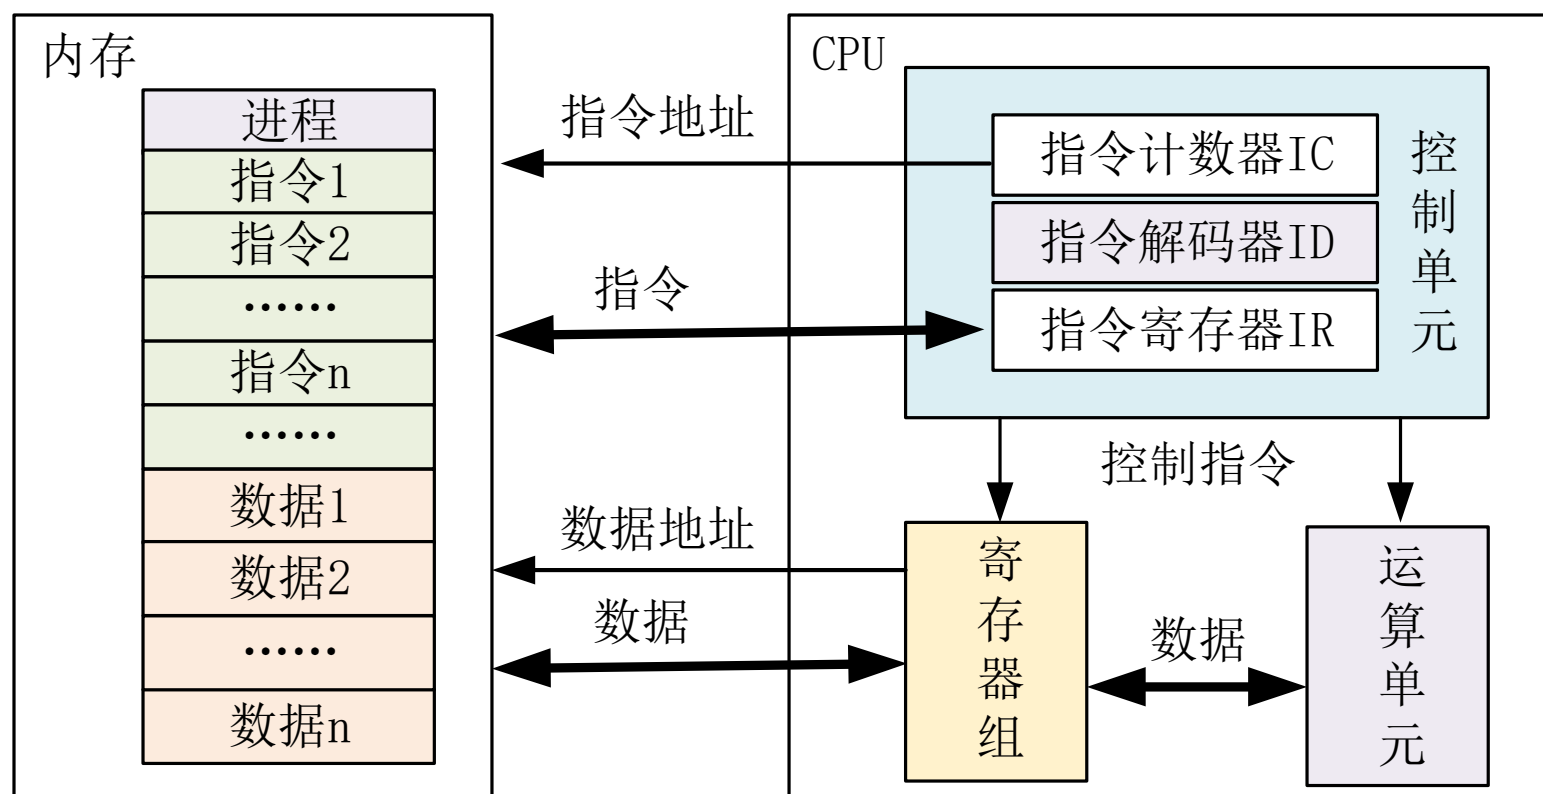 内存
进程
指令1
指令2
……
指令n
……
数据1
数据2
……
数据n
指令地址
指令
数据地址
数据
CPU
指令计数器IC
指令解码器ID
指令寄存器IR
控制单元
控制指令
寄存器组
数据
运算单元